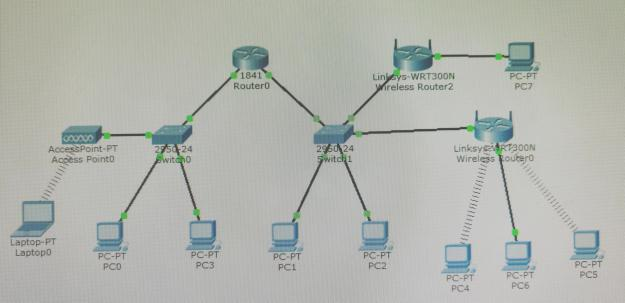 1841
Router0
Linksys-WRT300N
Wireless Router2
PC-PT
PC7
AccessPoint-PT
Access Point0
2950-24
Switch0
2950-24
Switch1
Linksys-WRT300N
Wireless Router0
Laptop-PT
Laptop0
PC-PT
PC0
PC-PT
PC3
PC-PT
PC1
PC-PT
PC2
PC-PT
PC4
PC-PT
PC6
PC-PT
PC5